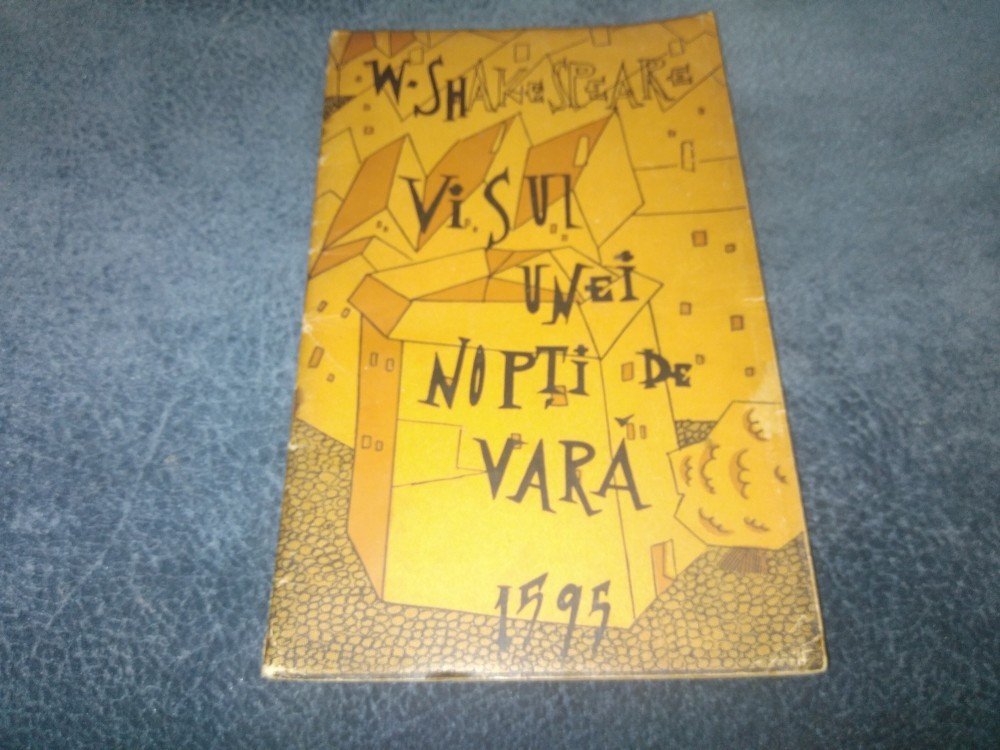 W. SHAKESPEARE
VISUL
UNEI
NOPȚI DE
VARĂ
1595